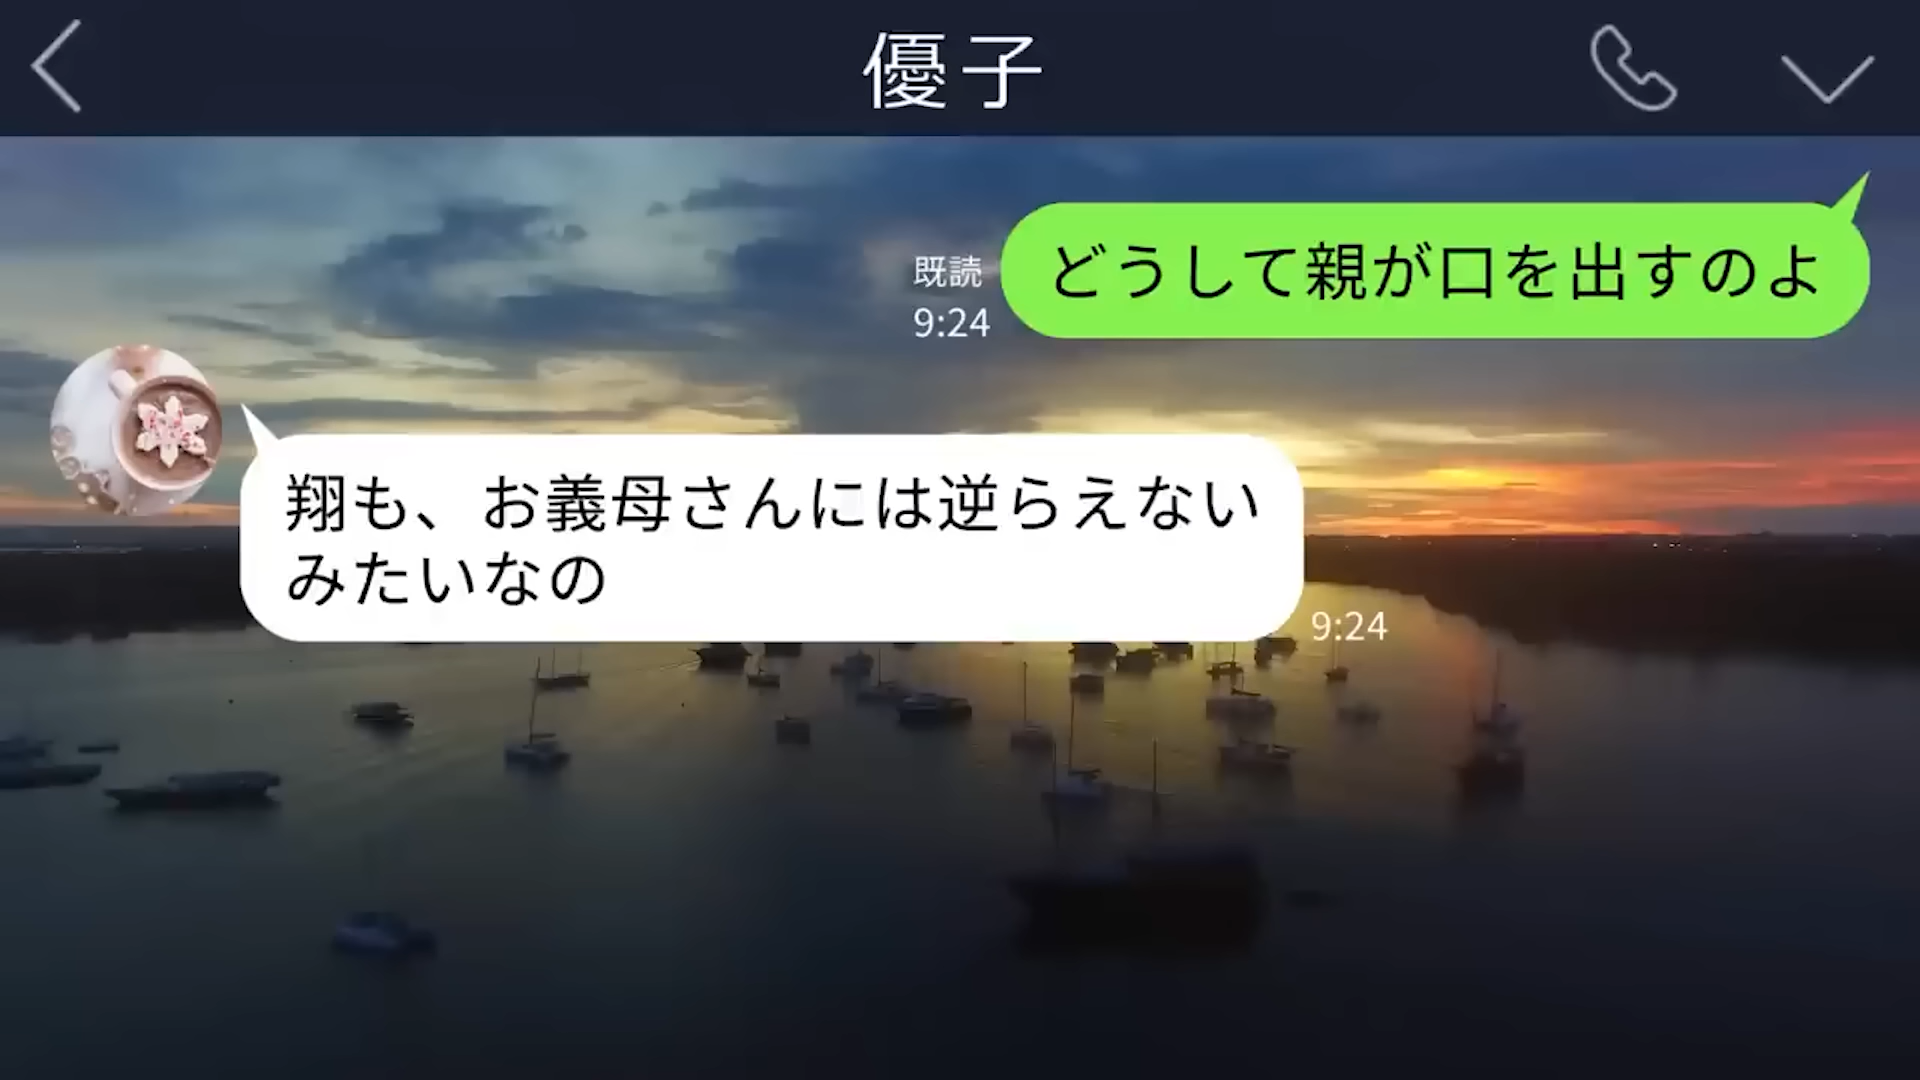 優子
どうして親が口を出すのよ
既読
9:24
翔も、お義母さんには逆らえない
みたいなの
9:24